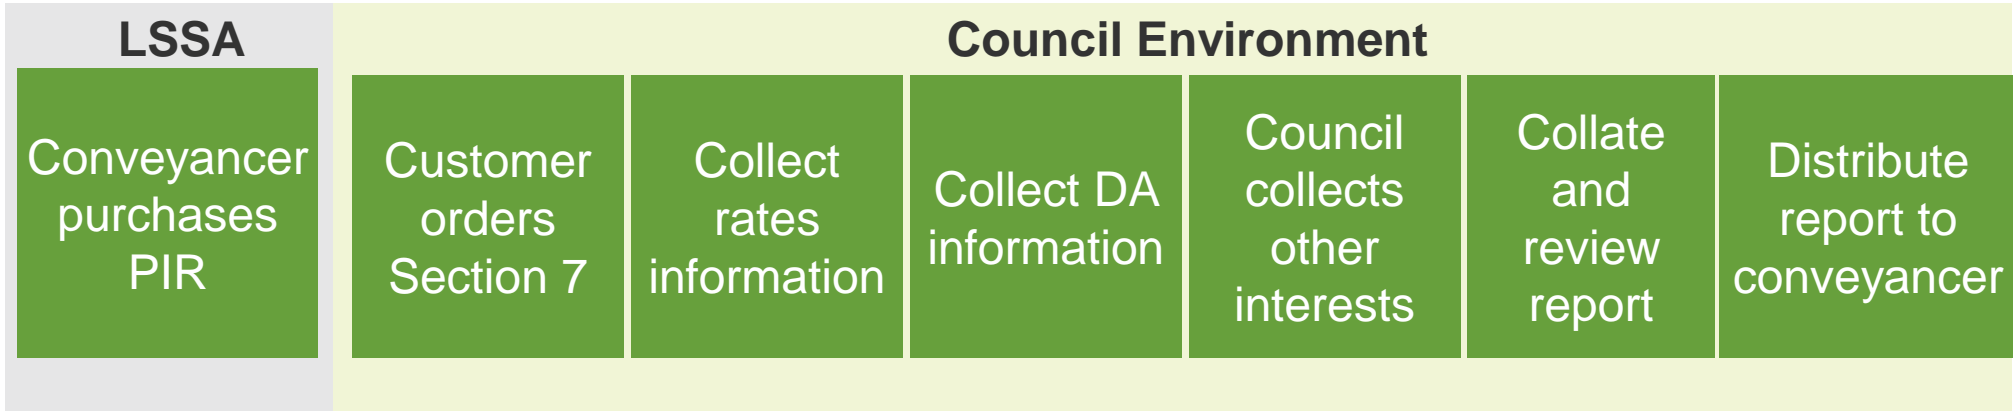 LSSA
Council Environment
Conveyancer
purchases
PIR
Customer
orders
Section 7
Collect
rates
information
Collect DA
information
Council
collects
other
interests
Collate
and
review
report
Distribute
report to
conveyancer